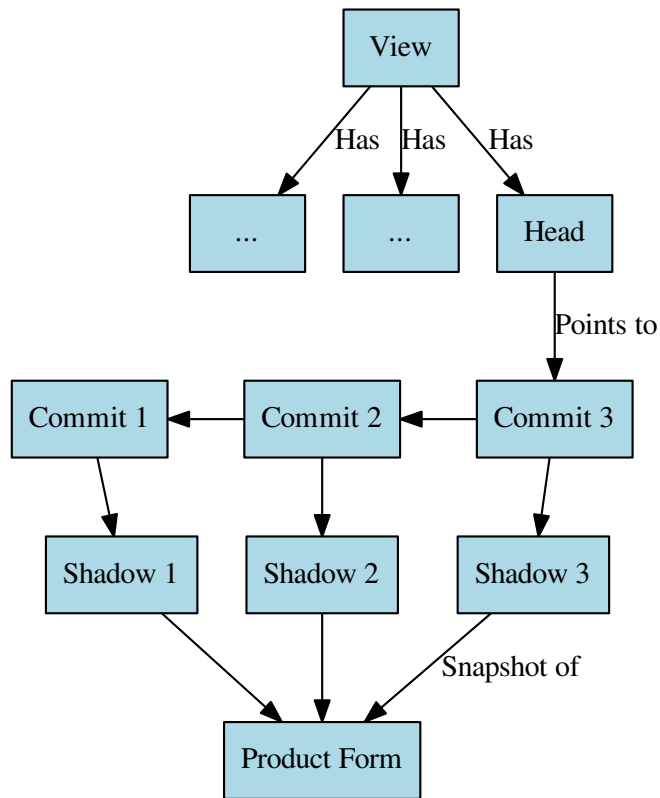 View
Has
Has
Has
...
...
Head
Points to
Commit 1
Commit 2
Commit 3
Shadow 1
Shadow 2
Shadow 3
Snapshot of
Product Form